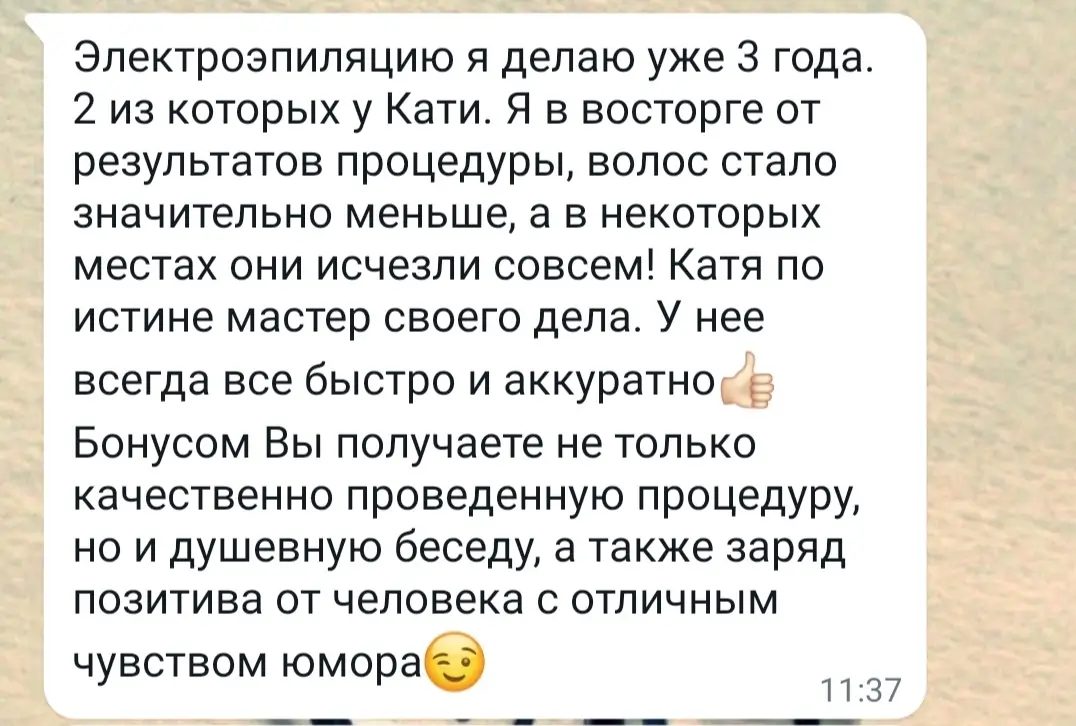 Электроэпиляцию я делаю уже 3 года.
2 из которых у Кати. Я в восторге от
результатов процедуры, волос стало
значительно меньше, а в некоторых
местах они исчезли совсем! Катя по
истине мастер своего дела. У нее
всегда все быстро и аккуратно👍🏻
Бонусом Вы получаете не только
качественно проведенную процедуру,
но и душевную беседу, а также заряд
позитива от человека с отличным
чувством юмора😉
11:37